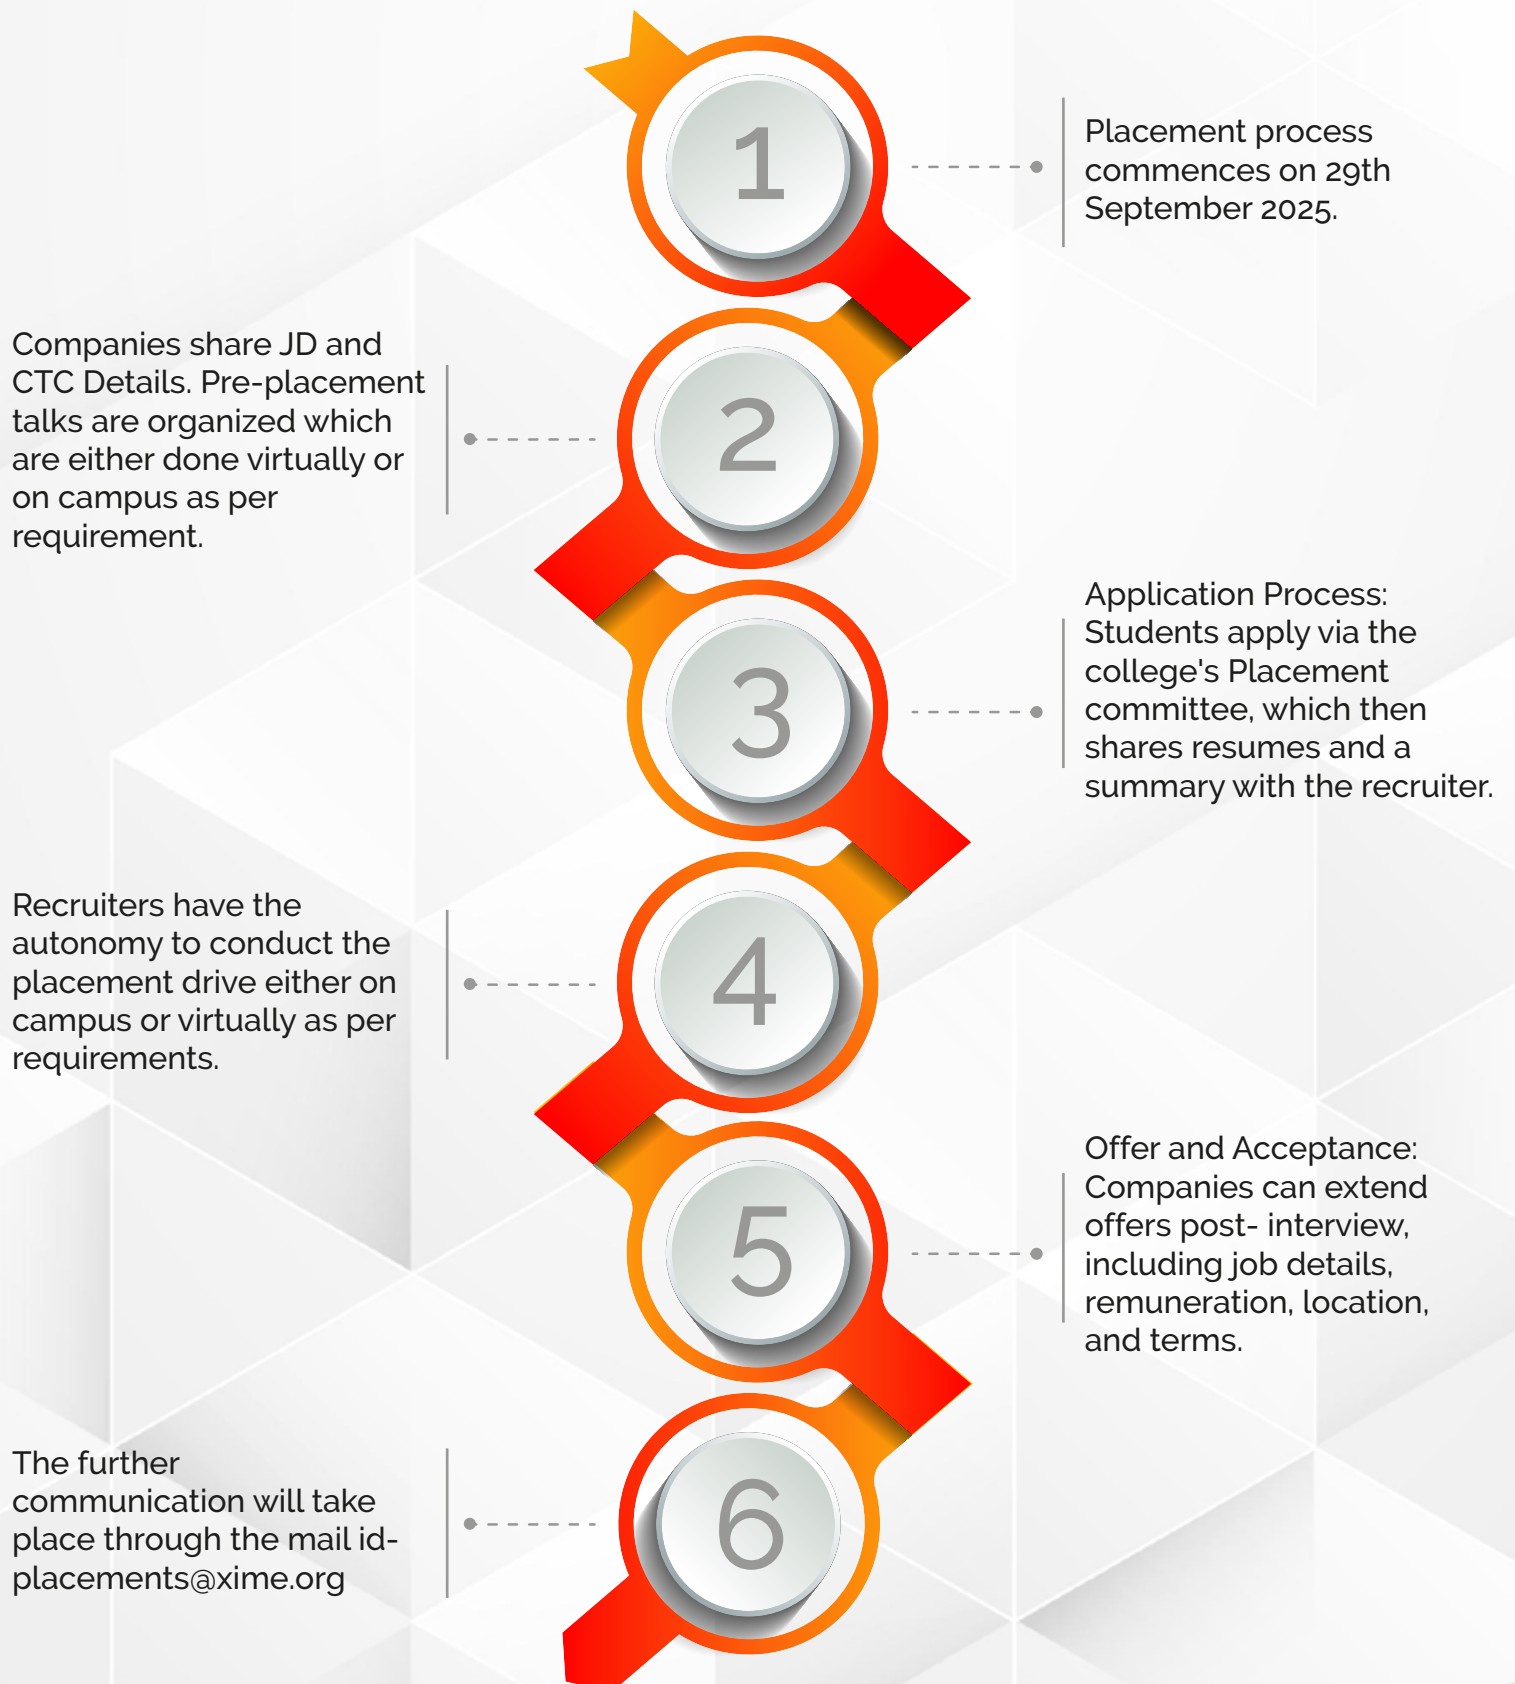 1
Placement process
commences on 29th
September 2025.
Companies share JD and
CTC Details. Pre-placement
talks are organized which
are either done virtually or
on campus as per
requirement.
2
Application Process:
Students apply via the
college's Placement
committee, which then
shares resumes and a
summary with the recruiter.
3
Recruiters have the
autonomy to conduct the
placement drive either on
campus or virtually as per
requirements.
4
Offer and Acceptance:
Companies can extend
offers post- interview,
including job details,
remuneration, location,
and terms.
5
The further
communication will take
place through the mail id-
placements@xime.org
6